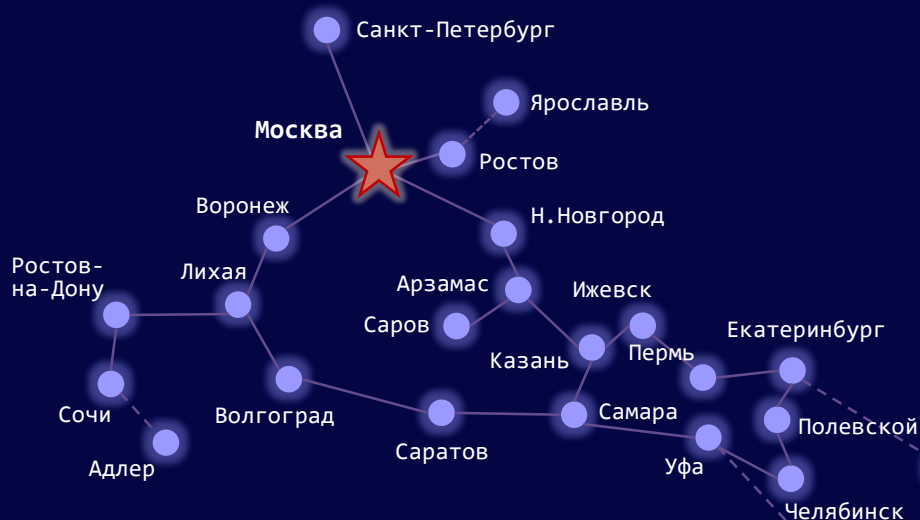 Санкт-Петербург
Ярославль
Москва
Ростов
Воронеж
Н.Новгород
Ростов-
на-Дону
Лихая
Арзамас
Ижевск
Саров
Екатеринбург
Казань
Пермь
Сочи
Волгоград
Самара
Полевской
Саратов
Адлер
Уфа
Челябинск